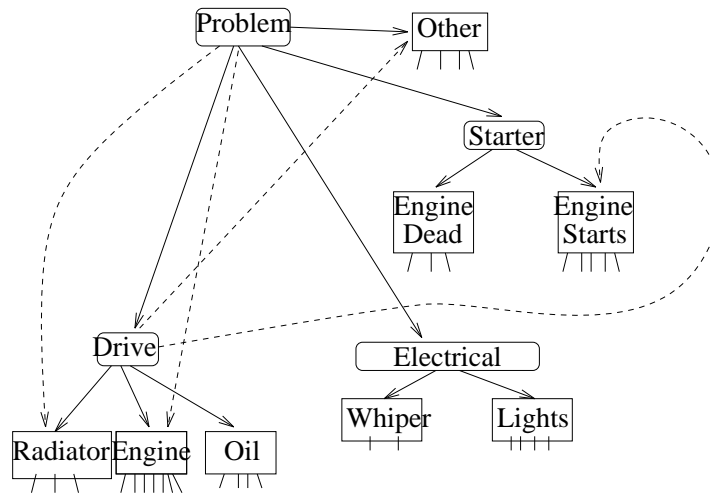 Problem
Other
Starter
Engine
Dead
Engine
Starts
Drive
Electrical
Whiper
Lights
Radiator
Engine
Oil